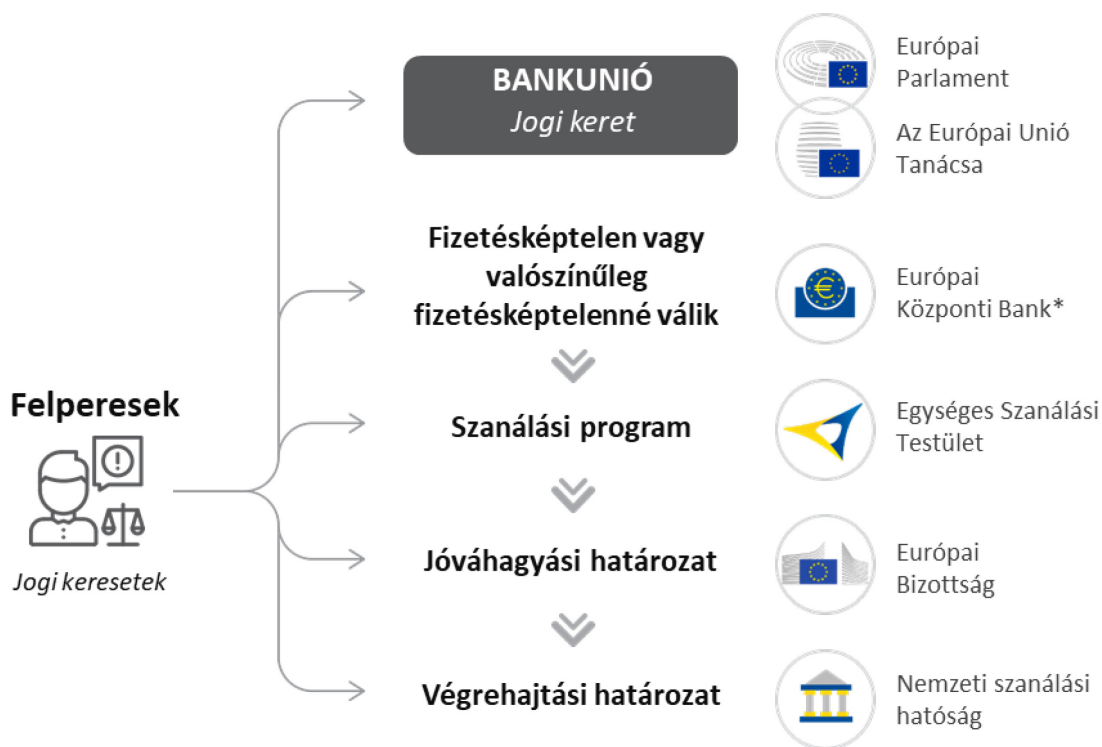 BANKUNIÓ
Jogi keret
Európai
Parlament
Az Európai Unió
Tanácsa
Fizetésképtelen vagy
valószínűleg
fizetésképtelenné válik
Európai
Központi Bank*
Felperesek
Jogi keresetek
Szanálási program
Egységes Szanálási
Testület
Jóváhagyási határozat
Európai
Bizottság
Végrehajtási határozat
Nemzeti szanálási
hatóság